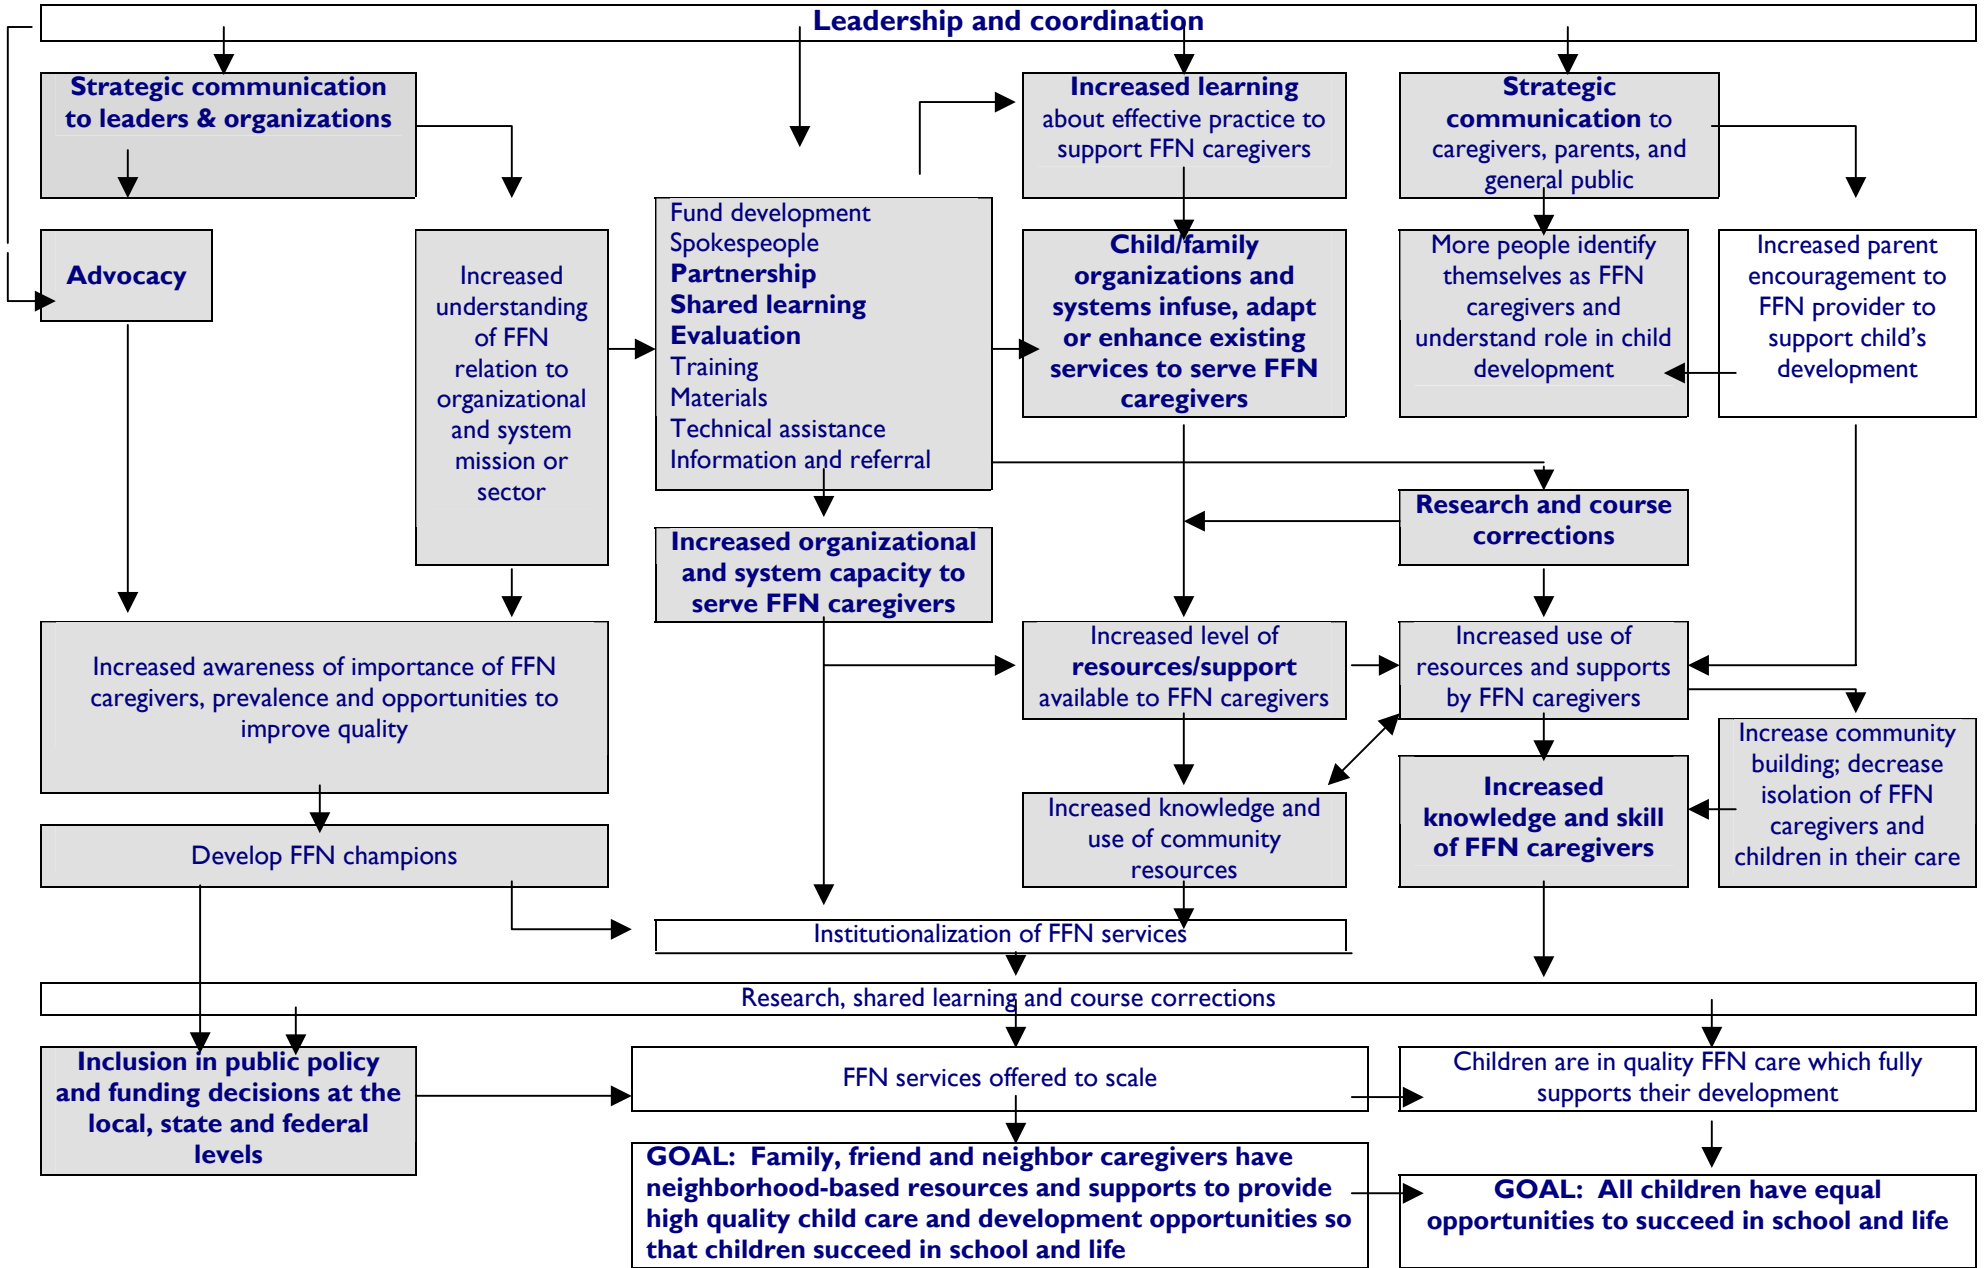 Leadership and coordination
Strategic communication
to leaders & organizations
Increased learning
about effective practice to
support FFN caregivers
Strategic
communication to
caregivers, parents, and
general public
Advocacy
Increased
understanding
of FFN
relation to
organizational
and system
mission or
sector
Fund development
Spokespeople
Partnership
Shared learning
Evaluation
Training
Materials
Technical assistance
Information and referral
Child/family
organizations and
systems infuse, adapt
or enhance existing
services to serve FFN
caregivers
More people identify
themselves as FFN
caregivers and
understand role in child
development
Increased parent
encouragement to
FFN provider to
support child’s
development
Research and course
corrections
Increased organizational
and system capacity to
serve FFN caregivers
Increased awareness of importance of FFN
caregivers, prevalence and opportunities to
improve quality
Increased level of
resources/support
available to FFN caregivers
Increased use of
resources and supports
by FFN caregivers
Increase community
building; decrease
isolation of FFN
caregivers and
children in their care
Increased knowledge and
use of community
resources
Increased
knowledge and skill
of FFN caregivers
Develop FFN champions
Institutionalization of FFN services
Research, shared learning and course corrections
Inclusion in public policy
and funding decisions at the
local, state and federal
levels
FFN services offered to scale
Children are in quality FFN care which fully
supports their development
GOAL: Family, friend and neighbor caregivers have
neighborhood-based resources and supports to provide
high quality child care and development opportunities so
that children succeed in school and life
GOAL: All children have equal
opportunities to succeed in school and life